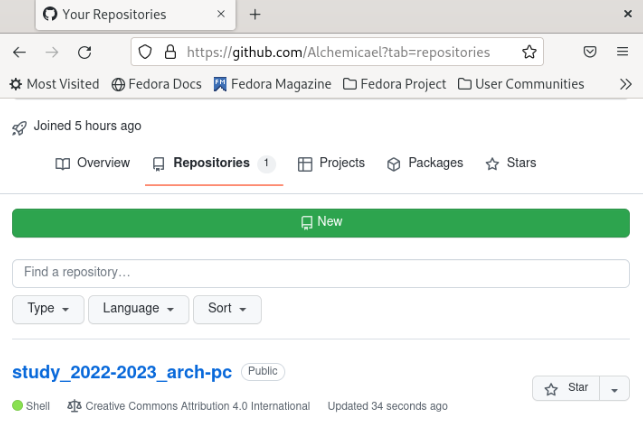 Your Repositories
https://github.com/Alchemicael?tab=repositories
Most Visited Fedora Docs Fedora Magazine Fedora Project User Communities
Joined 5 hours ago
Overview Repositories 1 Projects Packages Stars
New
Find a repository…
Type Language Sort
study_2022-2023_arch-pc Public
Star
Shell Creative Commons Attribution 4.0 International Updated 34 seconds ago